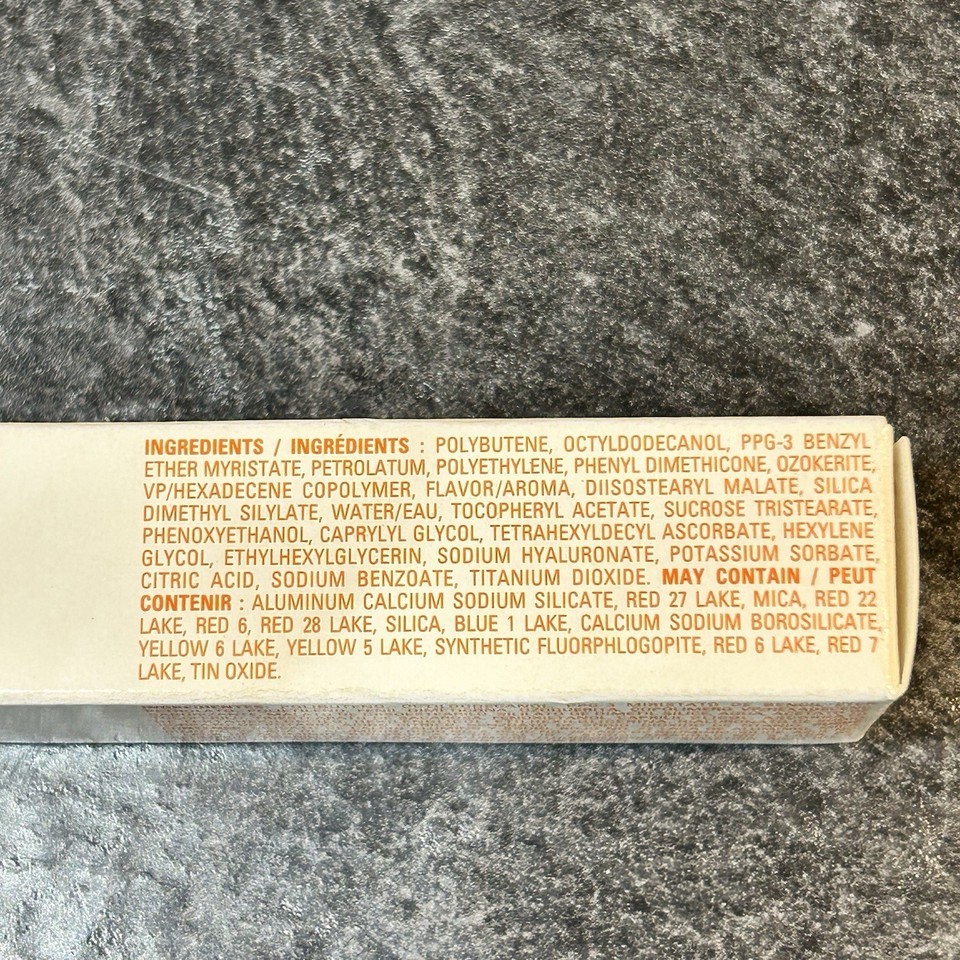 INGREDIENTS / INGRÉDIENTS : POLYBUTENE, OCTYLDODECANOL, PPG-3 BENZYL
ETHER MYRISTATE, PETROLATUM, POLYETHYLENE, PHENYL DIMETHICONE, OZOKERITE,
VP/HEXADECENE COPOLYMER, FLAVOR/AROMA, DIISOSTEARYL MALATE, SILICA
DIMETHYL SILYLATE, WATER/EAU, TOCOPHERYL ACETATE, SUCROSE TRISTEARATE,
PHENOXYETHANOL, CAPRYLYL GLYCOL, TETRAHEXYLDECYL ASCORBATE, HEXYLENE
GLYCOL, ETHYLHEXYLGLYCERIN, SODIUM HYALURONATE, POTASSIUM SORBATE,
CITRIC ACID, SODIUM BENZOATE, TITANIUM DIOXIDE. MAY CONTAIN / PEUT
CONTENIR : ALUMINUM CALCIUM SODIUM SILICATE, RED 27 LAKE, MICA, RED 22
LAKE, RED 6, RED 28 LAKE, SILICA, BLUE 1 LAKE, CALCIUM SODIUM BOROSILICATE,
YELLOW 6 LAKE, YELLOW 5 LAKE, SYNTHETIC FLUORPHLOGOPITE, RED 6 LAKE, RED 7
LAKE, TIN OXIDE.